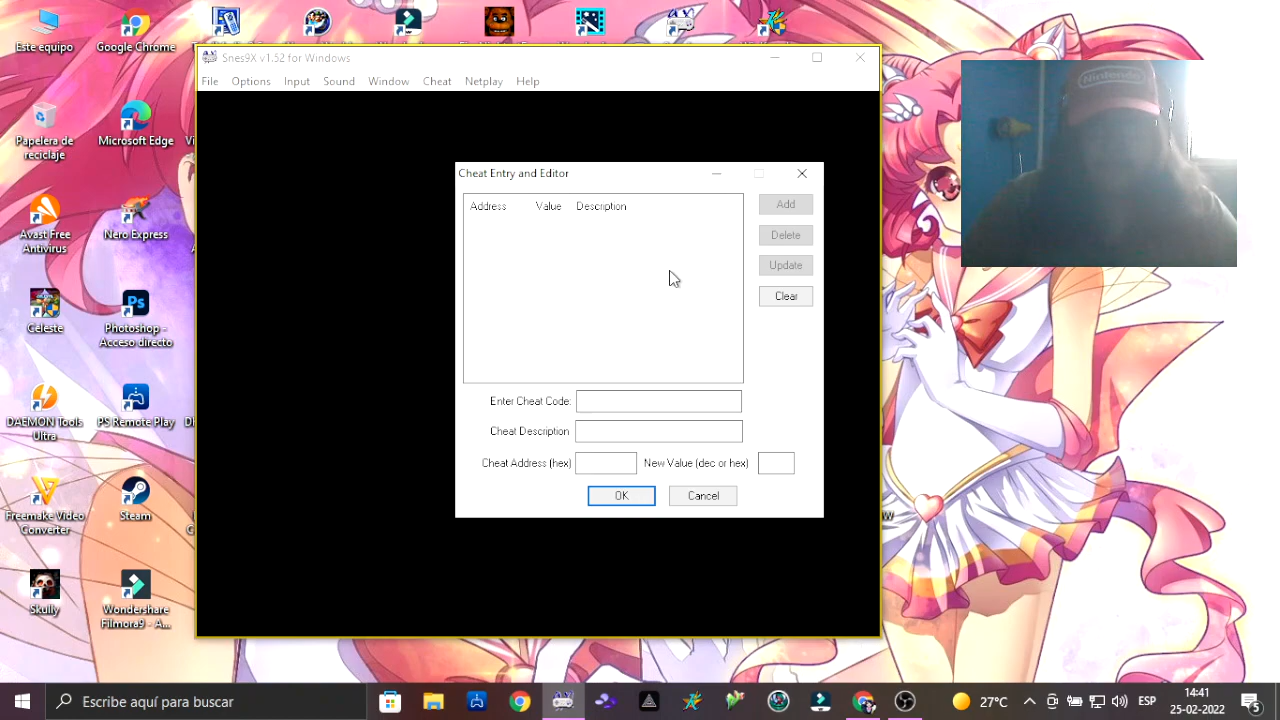 Este equipo
Google Chrome
Snes9X v1.52 for Windows
File Options Input Sound Window Cheat Netplay Help
Nintendo
Papelera de
reciclaje
Microsoft Edge
Cheat Entry and Editor
Address Value Description
Add
Delete
Update
Clear
Avast Free
Antivirus
Nero Express
Celeste
Ps
Photoshop -
Acceso directo
Enter Cheat Code:
Cheat Description
Cheat Address (hex)
New Value (dec or hex)
OK
Cancel
DAEMON Tools
Ultra
PS Remote Play
Freemake Video
Converter
Steam
Skully
Wondershare
Filmora9 - A...
Escribe aquí para buscar
27°C
ESP
14:41
25-02-2022
5